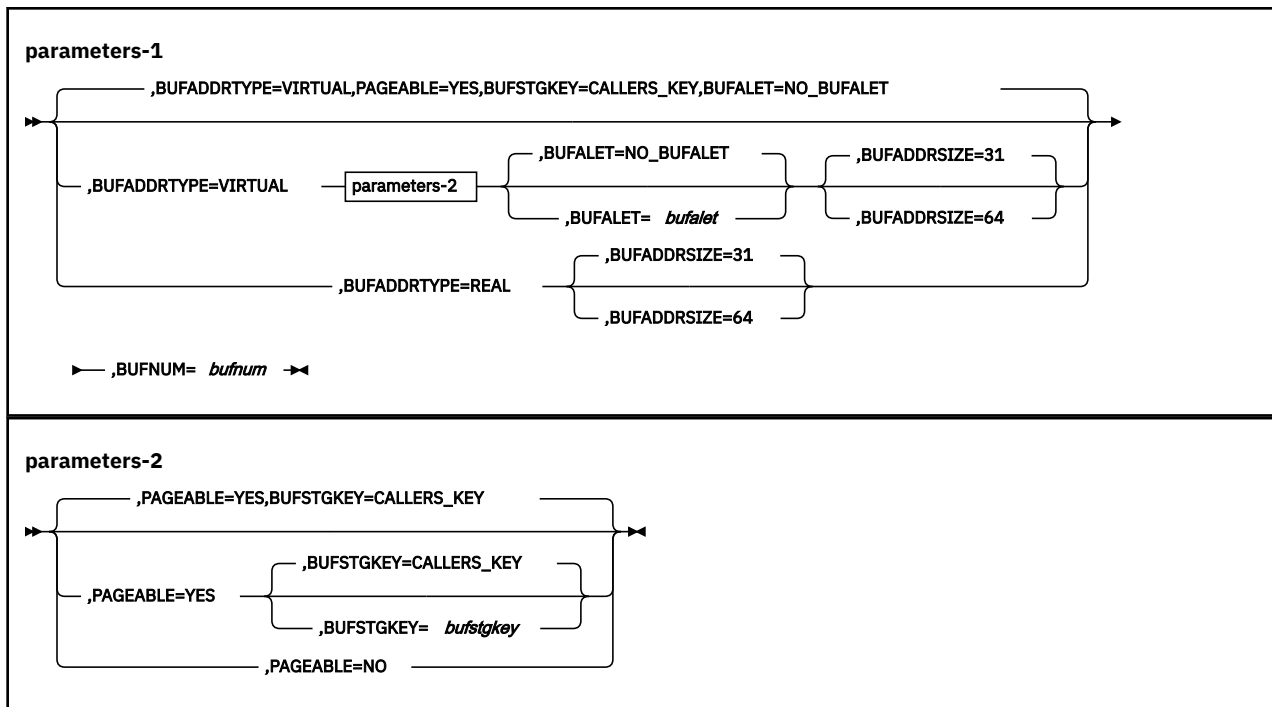 parameters-1
,BUFADDRTYPE=VIRTUAL,PAGEABLE=YES,BUFSTGKEY=CALLERS_KEY,BUFALET=NO_BUFALET
,BUFADDRTYPE=VIRTUAL
parameters-2
,BUFALET=NO_BUFALET
,BUFALET= bufalet
,BUFADDRSIZE=31
,BUFADDRSIZE=64
,BUFADDRTYPE=REAL
,BUFADDRSIZE=31
,BUFADDRSIZE=64
,BUFNUM= bufnum
parameters-2
,PAGEABLE=YES,BUFSTGKEY=CALLERS_KEY
,PAGEABLE=YES
,BUFSTGKEY=CALLERS_KEY
,BUFSTGKEY= bufstgkey
,PAGEABLE=NO